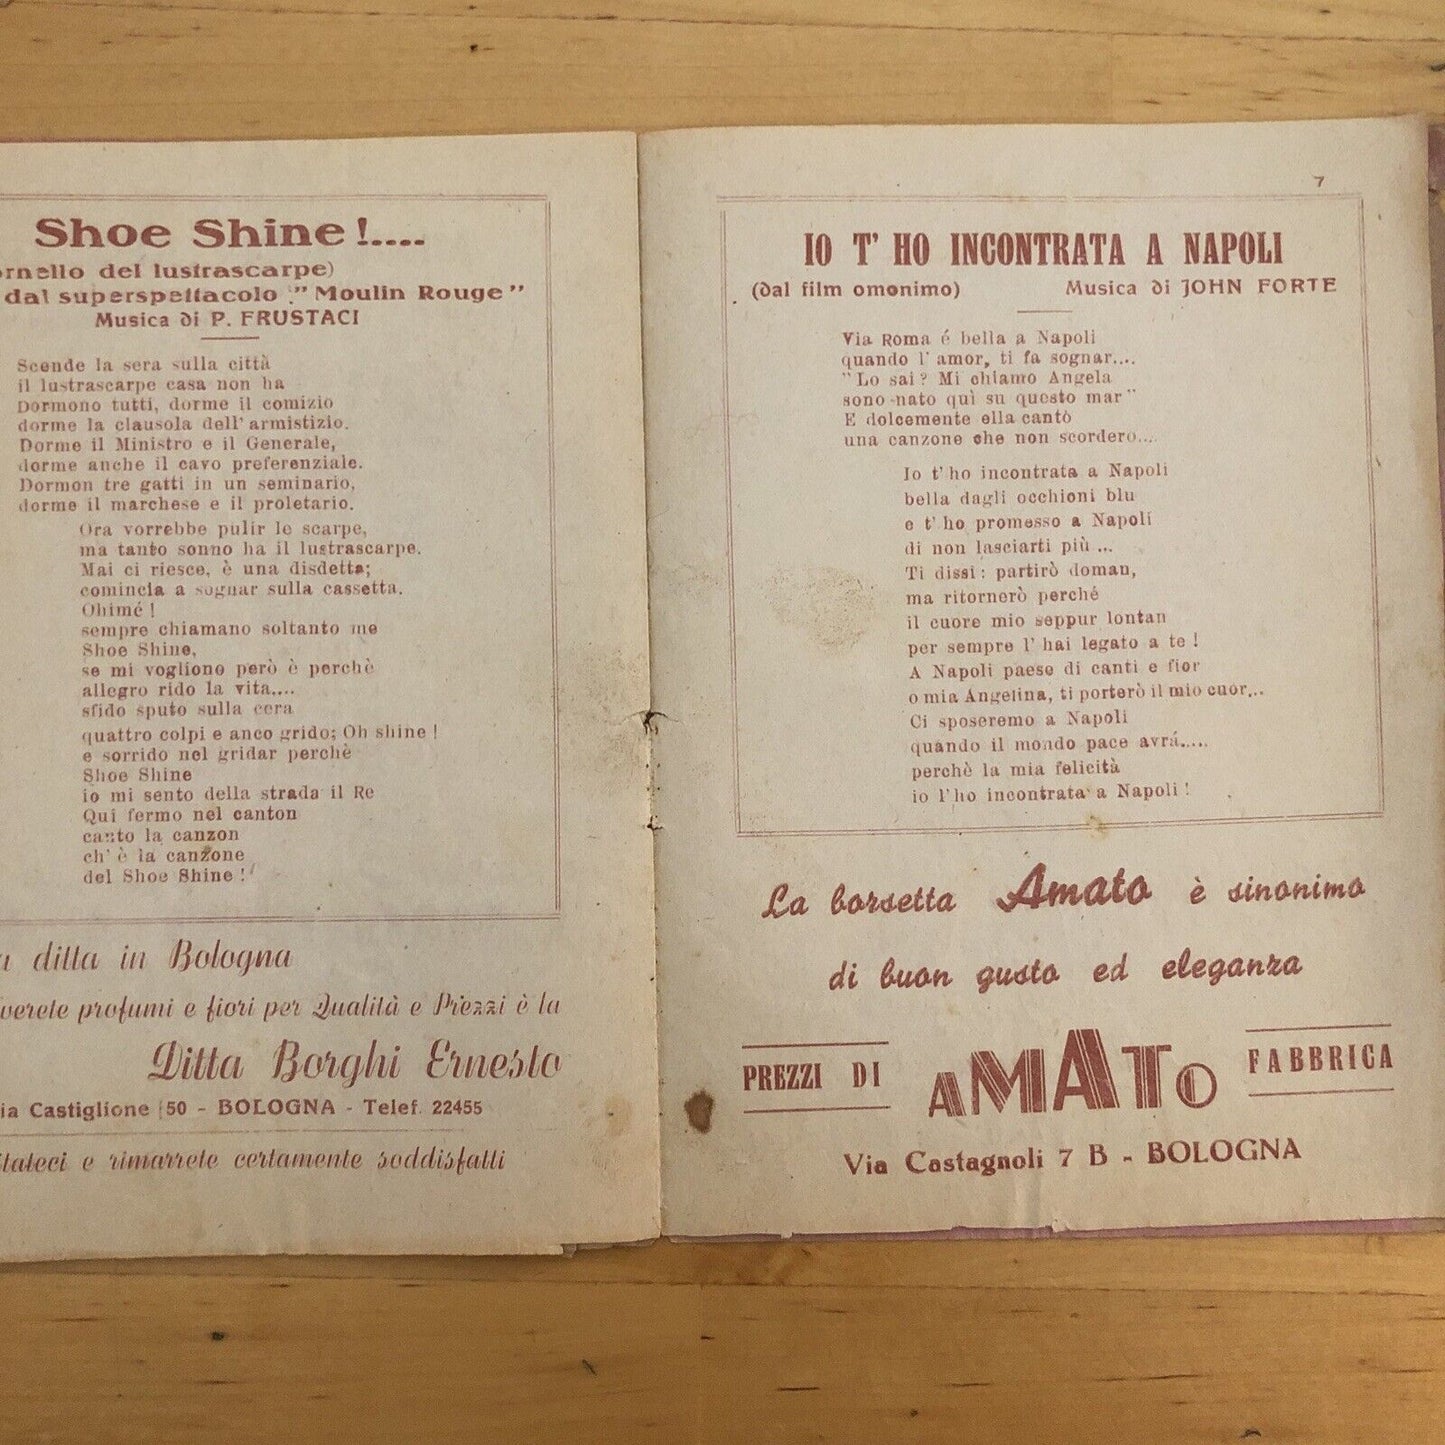 Shoe Shine!....
ornello del lustrascarpe)
dal superspettacolo "Moulin Rouge"
Musica di P. FRUSTACI
Scende la sera sulla città
il lustrascarpe casa non ha
Dormono tutti, dorme il comizio
dorme la clausola dell' armistizio.
Dorme il Ministro e il Generale,
dorme anche il cavo preferenziale.
Dormon tre gatti in un seminario,
dorme il marchese e il proletario.
Ora vorrebbe pulir le scarpe,
ma tanto sonno ha il lustrascarpe.
Mai ci riesce, è una disdetta;
comincia a sognar sulla cassetta.
Ohimé !
sempre chiamano soltanto me
Shoe Shine,
se mi vogliono però è perchè
allegro rido la vita....
sfido sputo sulla cera
quattro colpi e anco grido; Oh shine !
e sorrido nel gridar perchè
Shoe Shine
io mi sento della strada il Re
Qui fermo nel canton
canto la canzon
ch' è la canzone
del Shoe Shine !
a ditta in Bologna
verete profumi e fiori per Qualità e Prezzi è la
Ditta Borghi Ernesto
ia Castiglione 50 - BOLOGNA - Telef. 22455
itateci e rimarrete certamente soddisfatti
7
IO T' HO INCONTRATA A NAPOLI
(dal film omonimo) Musica di JOHN FORTE
Via Roma é bella a Napoli
quando l' amor, ti fa sognar....
"Lo sai? Mi chiamo Angela
sono nato quì su questo mar"
E dolcemente ella cantò
una canzone che non scordero....
Io t' ho incontrata a Napoli
bella dagli occhioni blu
e t' ho promesso a Napoli
di non lasciarti più ...
Ti dissi : partirò doman,
ma ritornerò perché
il cuore mio seppur lontan
per sempre l' hai legato a te !
A Napoli paese di canti e fior
o mia Angelina, ti porterò il mio cuor...
Ci sposeremo a Napoli
quando il mondo pace avrá.....
perchè la mia felicità
io l'ho incontrata a Napoli !
La borsetta Amato è sinonimo
di buon gusto ed eleganza
PREZZI DI AMATO FABBRICA
Via Castagnoli 7 B - BOLOGNA